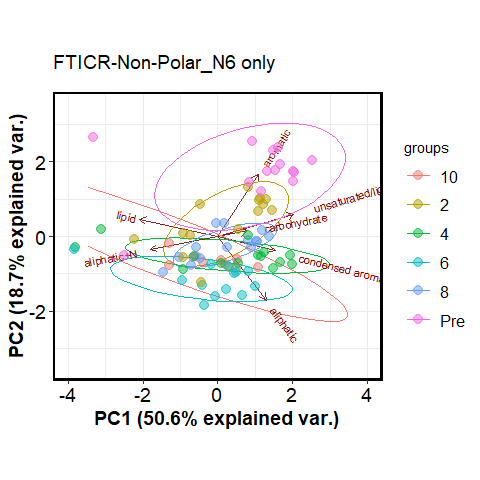 FTICR-Non-Polar_N6 only
PC2 (18.7% explained var.)
2
0
-2
-4
-2
0
2
4
PC1 (50.6% explained var.)
aromatic
unsaturated/li
carbohydrate
lipid
aliphatic+N
condensed aroma
aliphatic
groups
10
2
4
6
8
Pre